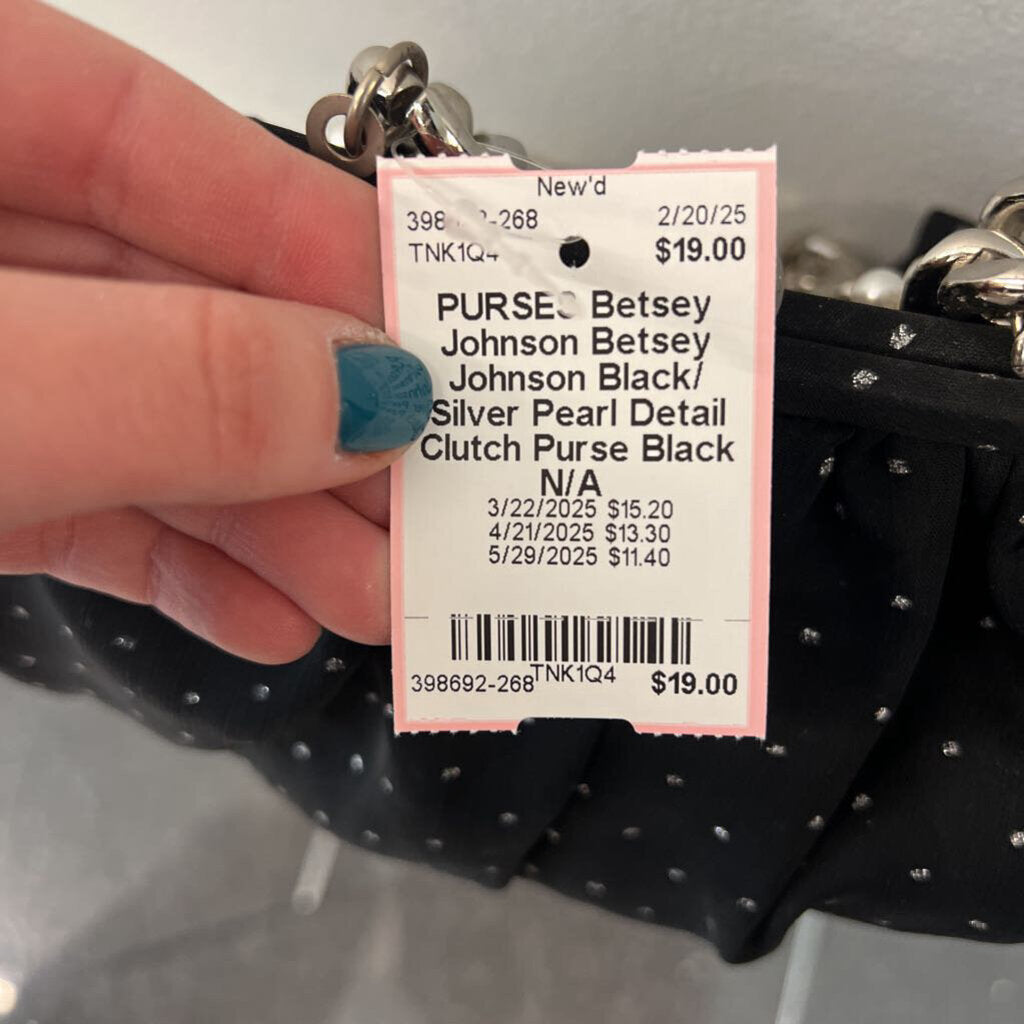 New'd
398 -268 2/20/25
TNK1Q4 $19.00
PURSES Betsey
Johnson Betsey
Johnson Black/
Silver Pearl Detail
Clutch Purse Black
N/A
3/22/2025 $15.20
4/21/2025 $13.30
5/29/2025 $11.40
398692-268 TNK1Q4 $19.00